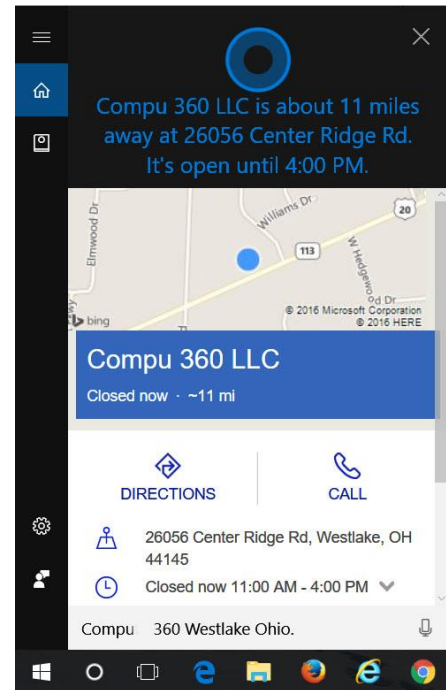 Compu 360 LLC is about 11 miles
away at 26056 Center Ridge Rd.
It's open until 4:00 PM.
Elmwood Dr
Williams Dr
20
113
W Hedgewood Dr
© 2016 Microsoft Corporation
© 2016 HERE
bing
Compu 360 LLC
Closed now · ~11 mi
DIRECTIONS
CALL
26056 Center Ridge Rd, Westlake, OH
44145
Closed now 11:00 AM - 4:00 PM
Compu 360 Westlake Ohio.